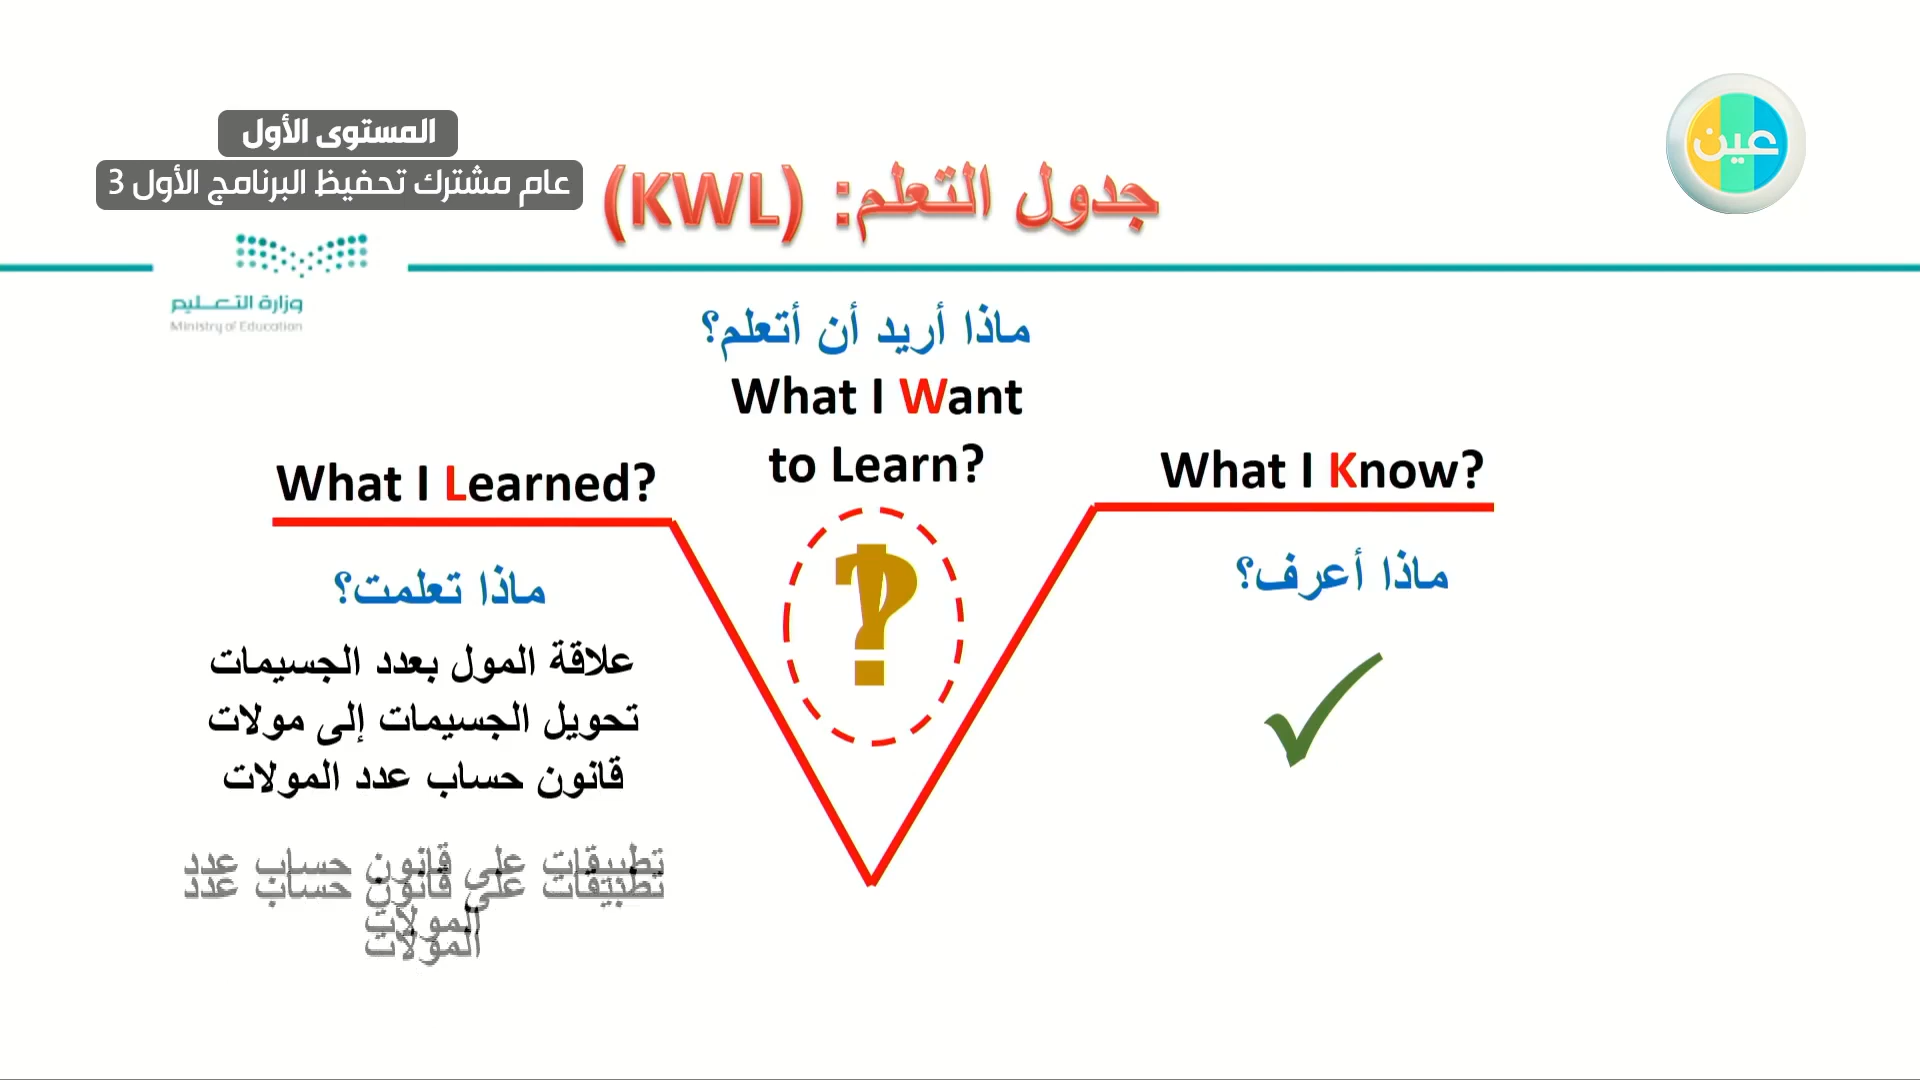 المستوى الأول
عام مشترك تحفيظ البرنامج الأول 3
عين
جدول التعلم: (KWL)
وزارة التعليم
Ministry of Education
ماذا أريد أن أتعلم؟
What I Want
to Learn?
What I Know?
ماذا أعرف؟
What I Learned?
ماذا تعلمت؟
علاقة المول بعدد الجسيمات
تحويل الجسيمات إلى مولات
قانون حساب عدد المولات
تطبيقات على قانون حساب عدد
المولات